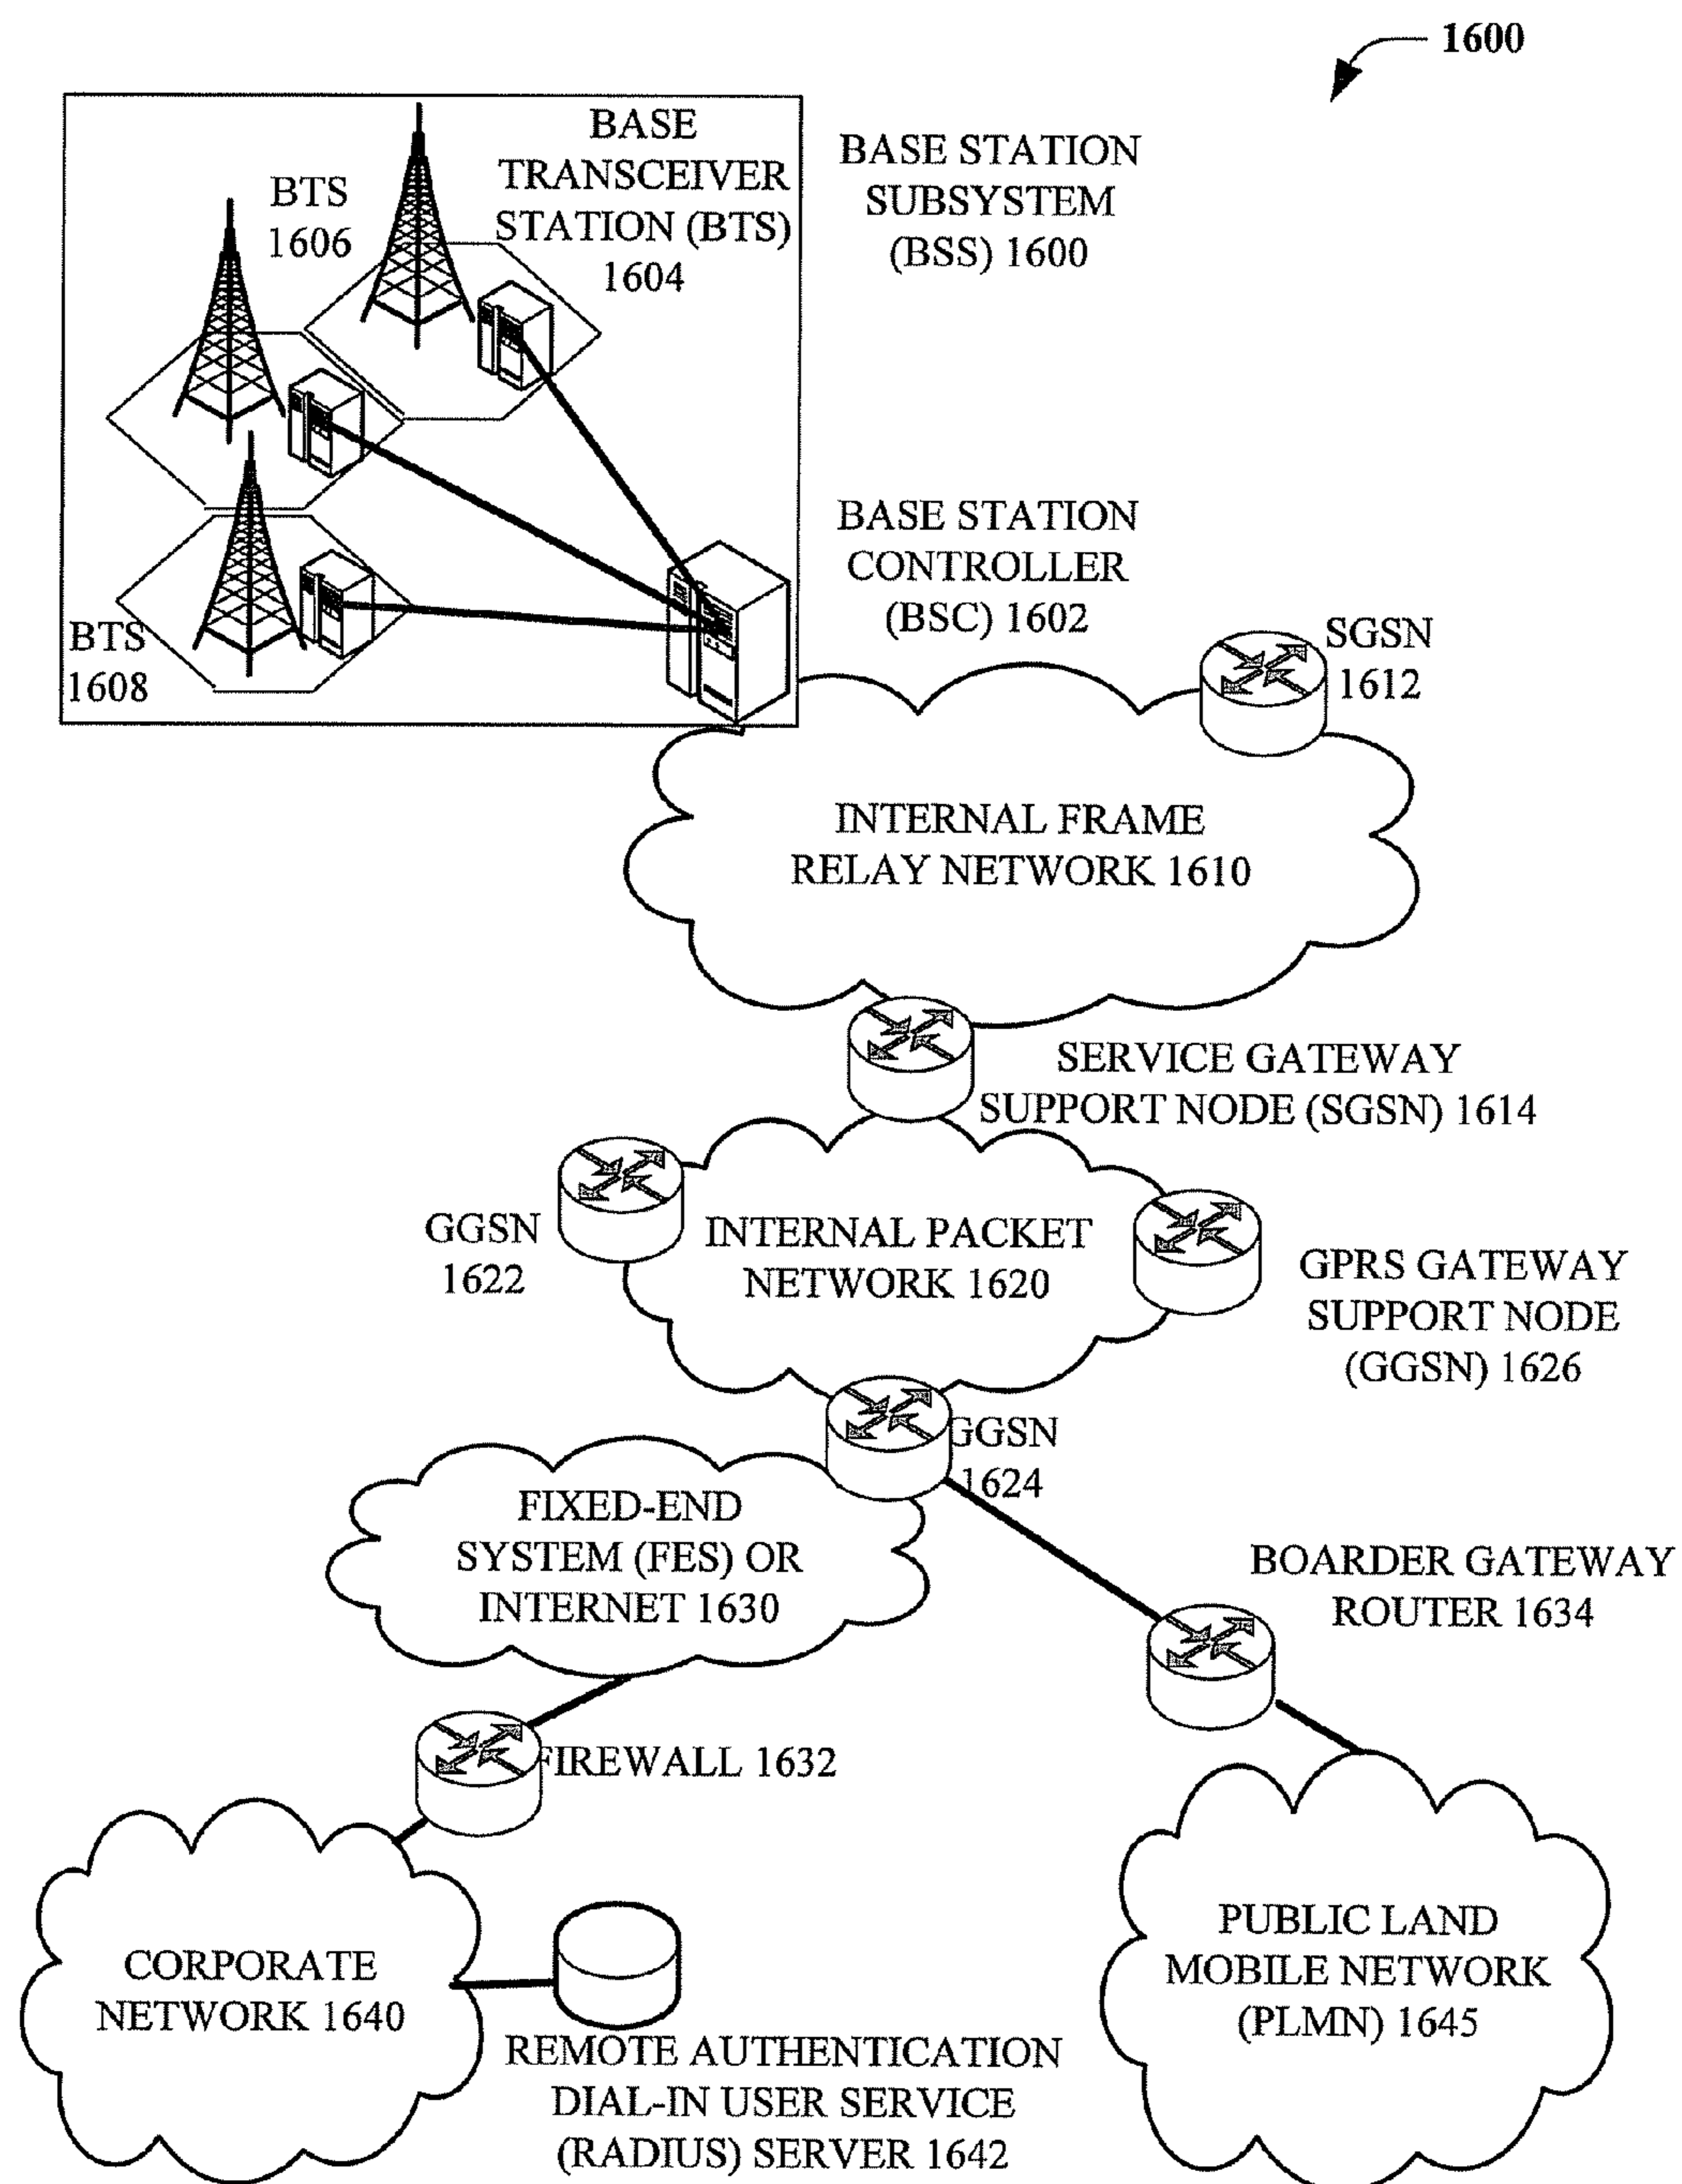 1600
BASE
TRANSCEIVER
STATION (BTS)
1604
BTS
1606
BASE STATION
SUBSYSTEM
(BSS) 1600
BASE STATION
CONTROLLER
(BSC) 1602
BTS
1608
SGSN
1612
INTERNAL FRAME
RELAY NETWORK 1610
SERVICE GATEWAY
SUPPORT NODE (SGSN) 1614
GGSN
1622
INTERNAL PACKET
NETWORK 1620
GPRS GATEWAY
SUPPORT NODE
(GGSN) 1626
GGSN
1624
FIXED-END
SYSTEM (FES) OR
INTERNET 1630
BOARDER GATEWAY
ROUTER 1634
FIREWALL 1632
CORPORATE
NETWORK 1640
PUBLIC LAND
MOBILE NETWORK
(PLMN) 1645
REMOTE AUTHENTICATION
DIAL-IN USER SERVICE
(RADIUS) SERVER 1642